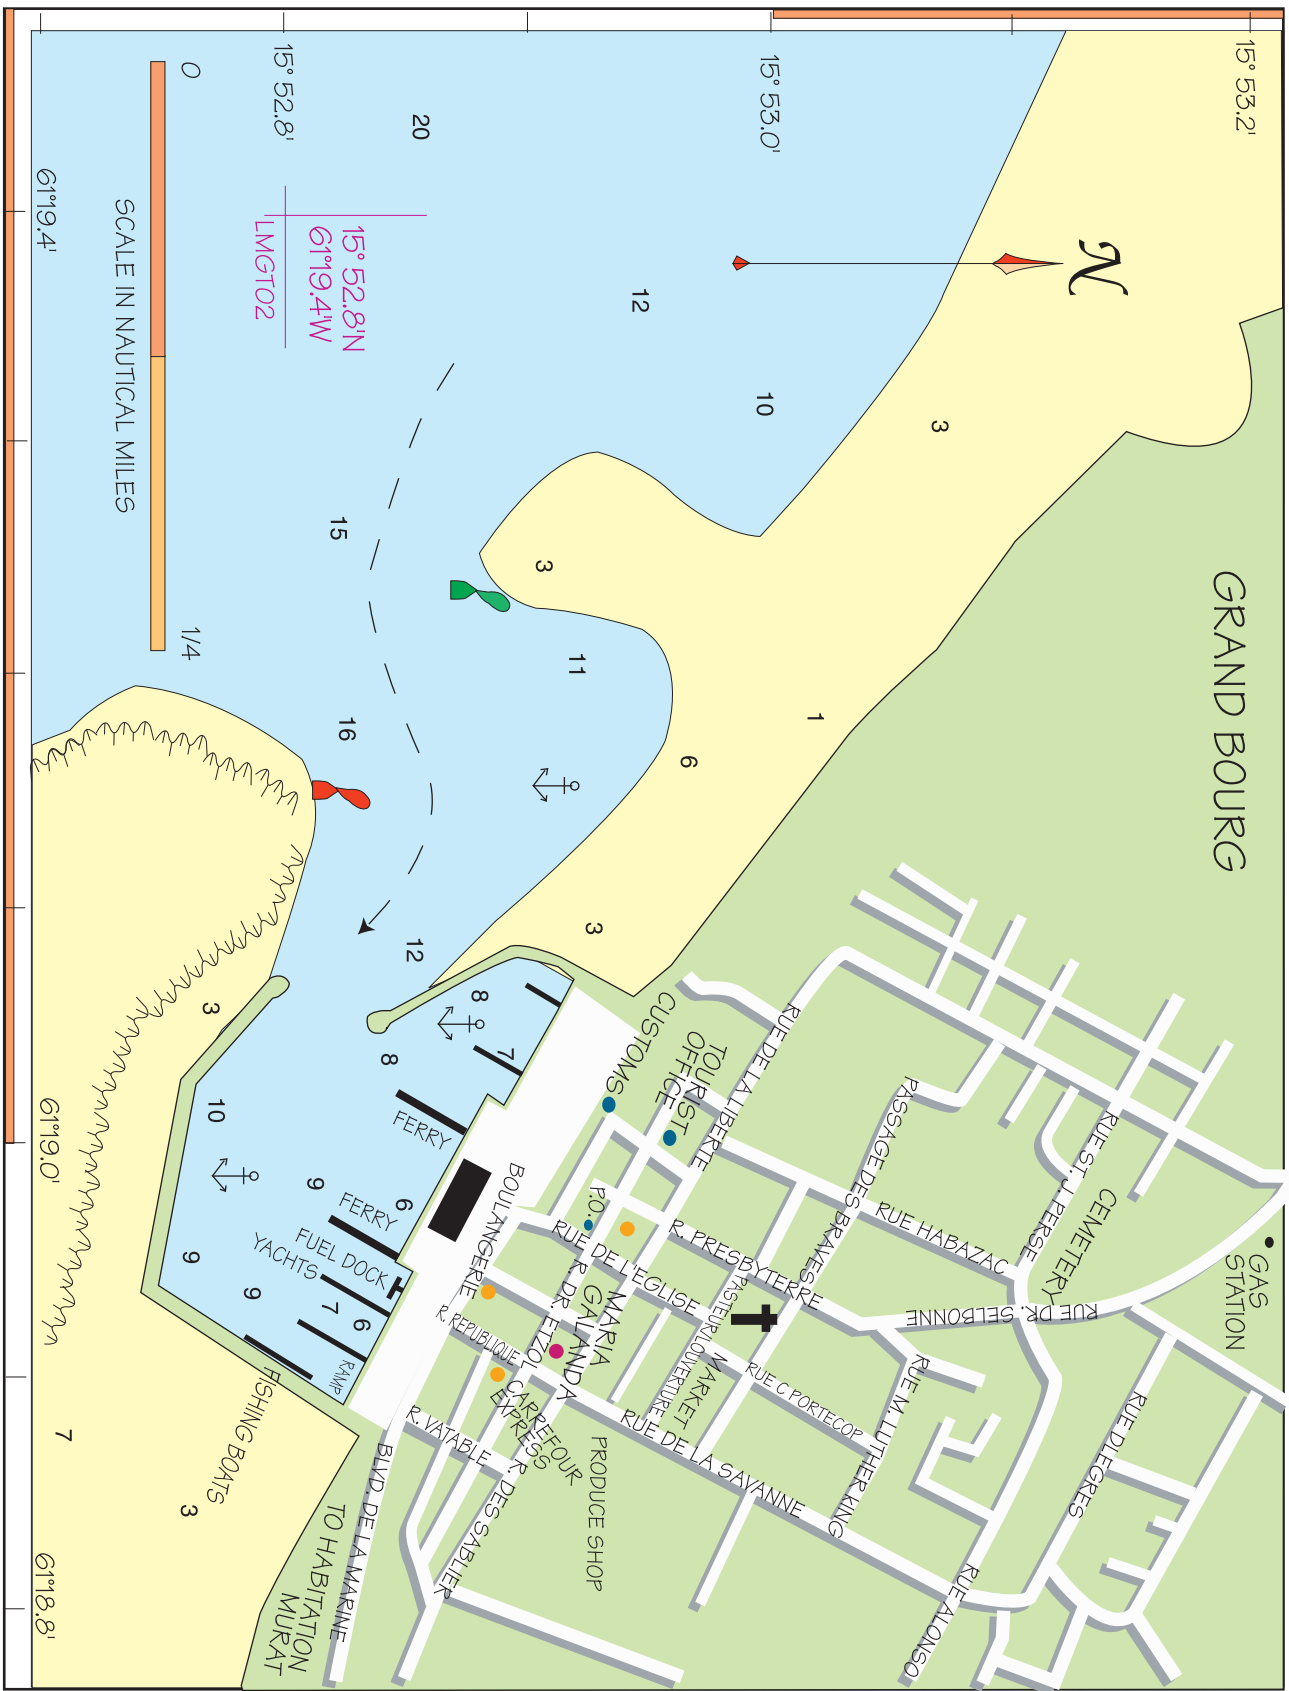 GRAND BOURG
N
15° 53.2'
15° 53.0'
15° 52.8'
61°19.4'
61°19.0'
61°18.8'
15° 52.8'N
61°19.4'W
LMGT02
0
1/4
SCALE IN NAUTICAL MILES
20
12
10
3
3
15
11
1
6
16
3
12
8
7
8
3
10
9
6
9
9
7
6
7
3
GAS
STATION
CEMETERY
RUE ST. J. PERSE
RUE DR. SELBONNE
RUE HABAZAC
PASSAGE DES BRAVES
RUE DE LA LIBERIE
TOURIST
OFFICE
CUSTOMS
R. PRESBYTERRE
P.O.
RUE DE L'EGLISE
PASTEUR/LOUVERTURE
MARKET
RUE C PORTECOP
RUE M. LUTHER KING
RUE DLEGRES
RUE ALONSO
RUE DE LA SAVANNE
MARIA
GALANDA
R. DR. ETZOL
BOULANGERIE
R. REPUBLIQUE
CARREFOUR
EXPRESS
PRODUCE SHOP
R. VATABLE
R. DES SABLIER
BLVD. DE LA MARINE
TO HABITATION
MURAT
FERRY
FERRY
FUEL DOCK
YACHTS
RAMP
FISHING BOATS